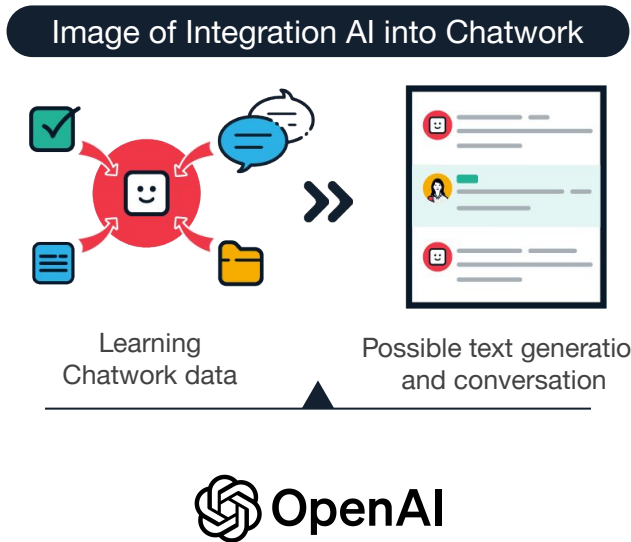 Image of Integration AI into Chatwork
Learning
Chatwork data
Possible text generatio
and conversation
OpenAI